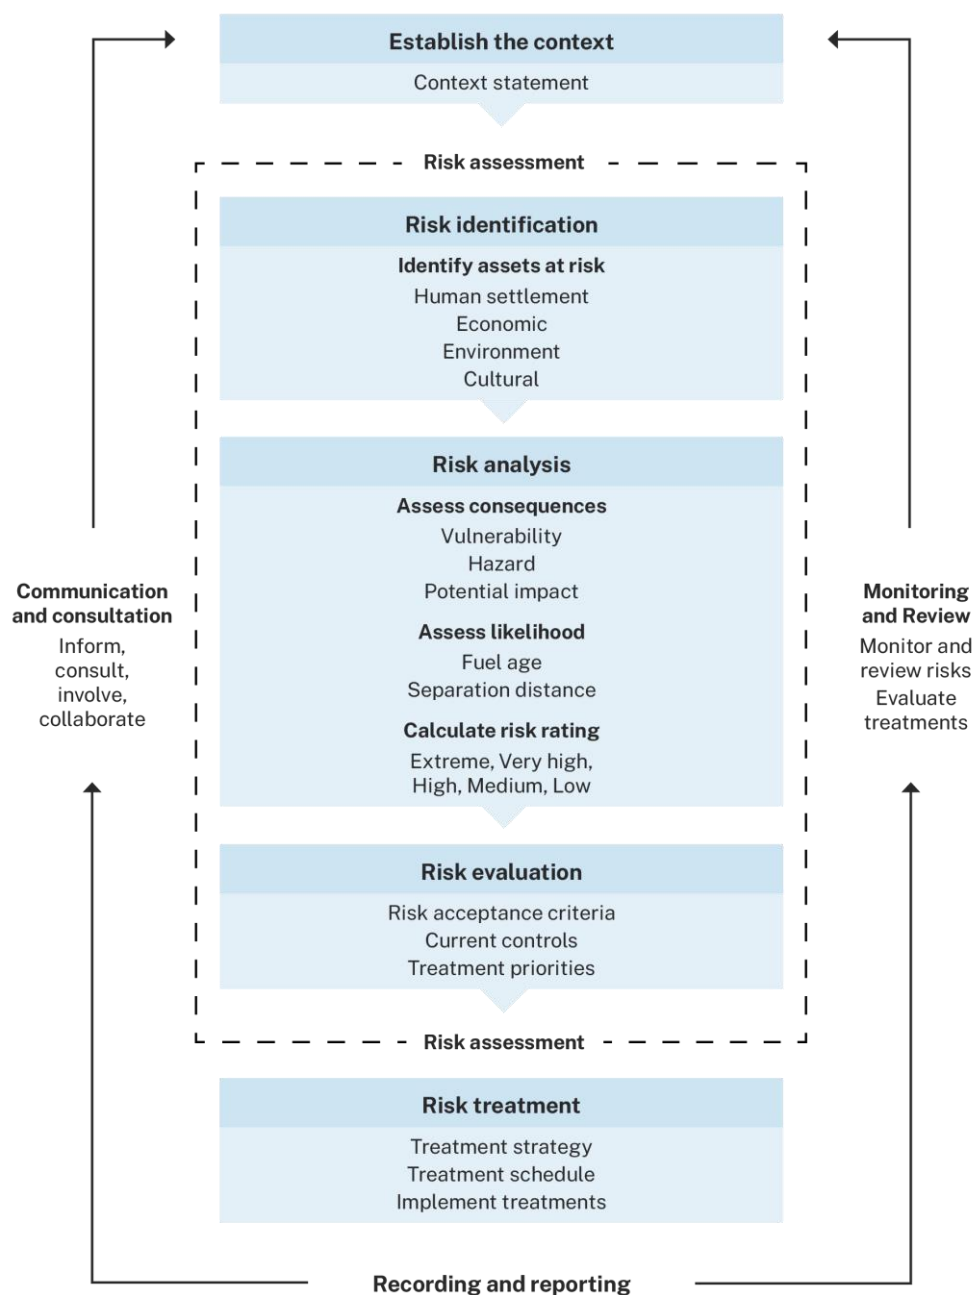 Establish the context
Context statement
Risk assessment
Risk identification
Identify assets at risk
Human settlement
Economic
Environment
Cultural
Risk analysis
Assess consequences
Vulnerability
Hazard
Potential impact
Assess likelihood
Fuel age
Separation distance
Calculate risk rating
Extreme, Very high,
High, Medium, Low
Risk evaluation
Risk acceptance criteria
Current controls
Treatment priorities
Risk assessment
Risk treatment
Treatment strategy
Treatment schedule
Implement treatments
Communication
and consultation
Inform,
consult,
involve,
collaborate
Monitoring
and Review
Monitor and
review risks
Evaluate
treatments
Recording and reporting